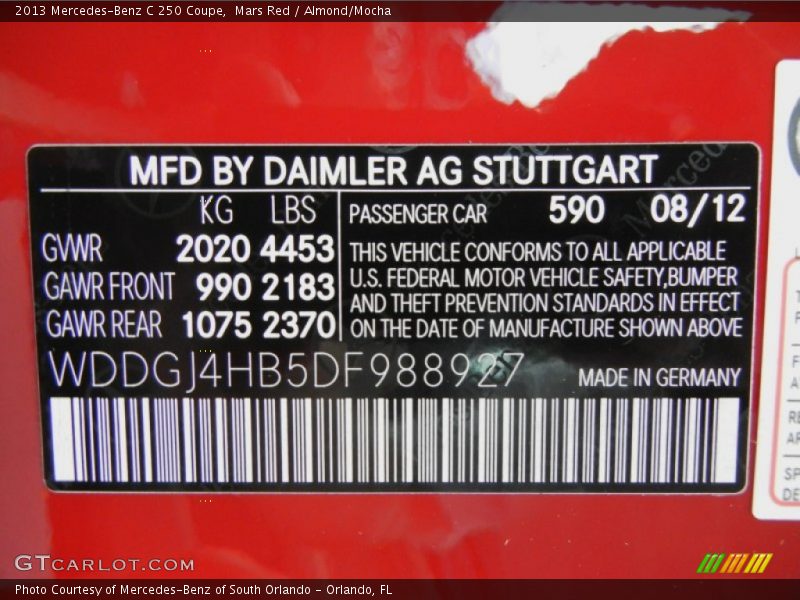 2013 Mercedes-Benz C 250 Coupe,  Mars Red / Almond/Mocha
MFD BY DAIMLER AG STUTTGART
KG LBS
GVWR 2020 4453
GAWR FRONT 990 2183
GAWR REAR 1075 2370
PASSENGER CAR 590 08/12
THIS VEHICLE CONFORMS TO ALL APPLICABLE
U.S. FEDERAL MOTOR VEHICLE SAFETY,BUMPER
AND THEFT PREVENTION STANDARDS IN EFFECT
ON THE DATE OF MANUFACTURE SHOWN ABOVE
WDDGJ4HB5DF988927
MADE IN GERMANY
GTCARLOT.COM
Photo Courtesy of Mercedes-Benz of South Orlando - Orlando, FL